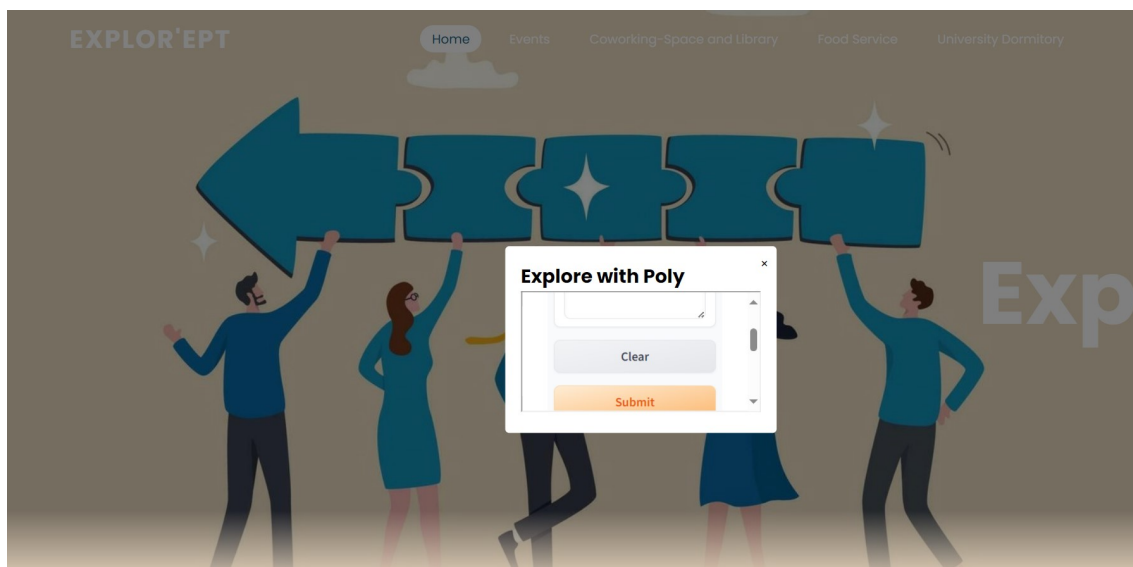 EXPLOR'EPT
Home Events Coworking-Space and Library Food Service University Dormitory
Exp
Explore with Poly
×
Clear
Submit